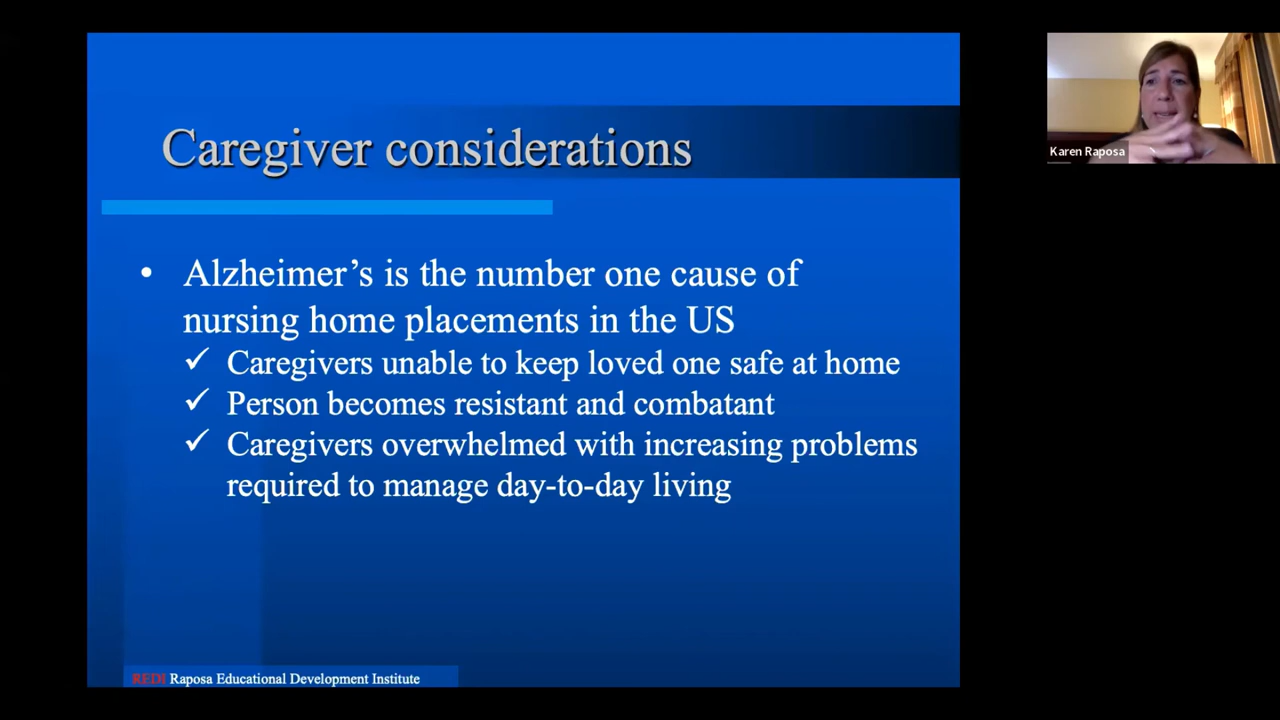 Caregiver considerations
• Alzheimer’s is the number one cause of
nursing home placements in the US
✓ Caregivers unable to keep loved one safe at home
✓ Person becomes resistant and combatant
✓ Caregivers overwhelmed with increasing problems
required to manage day-to-day living
REDI Raposa Educational Development Institute
Karen Raposa